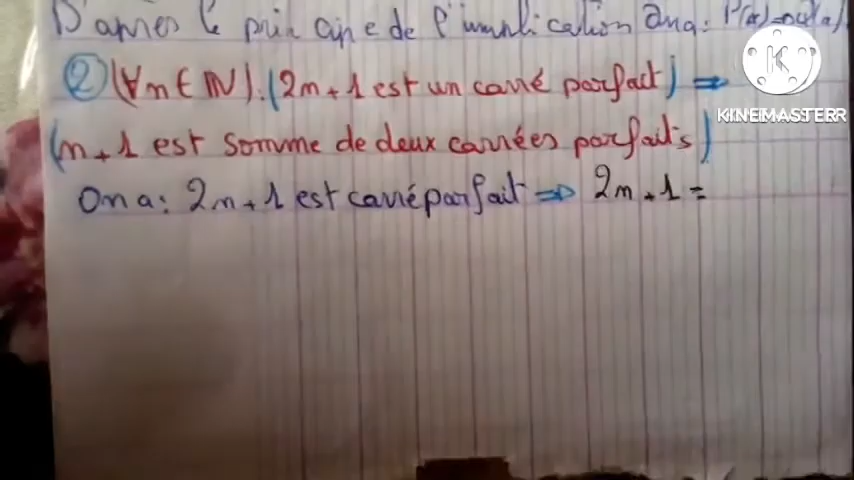 D'après le principe de l'implication On a:
② (∀n ∈ ℕ). (2n + 1 est un carré parfait) ⇒
(n + 1 est somme de deux carrées parfaits)
On a: 2n + 1 est carré parfait ⇒ 2n + 1 =
K
KINEMASTER